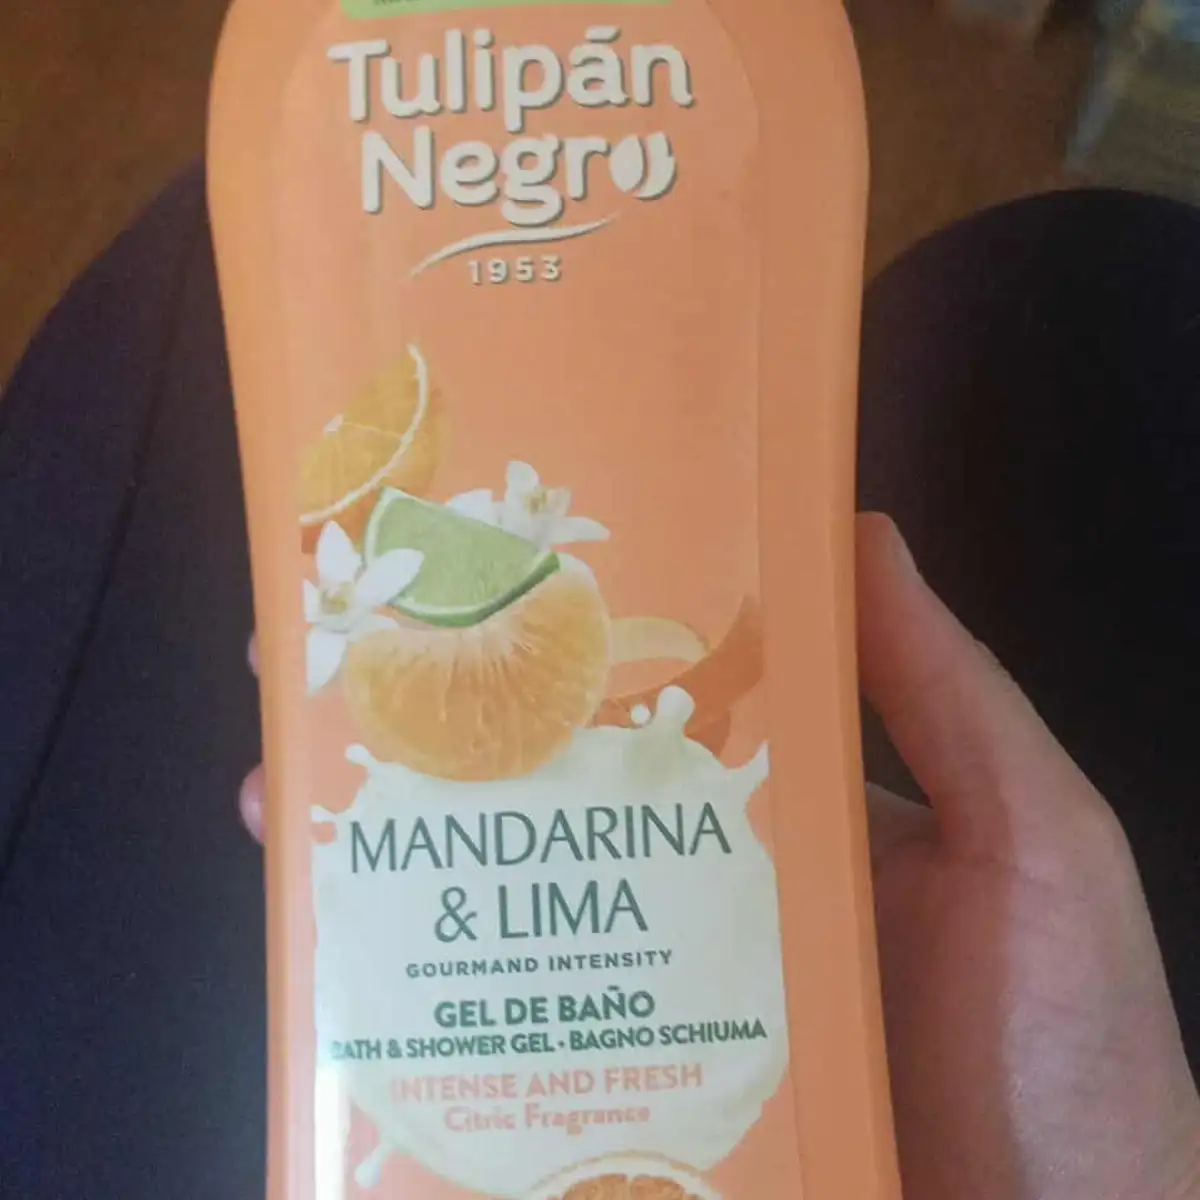 Tulipán
Negro
1953
MANDARINA
& LIMA
GOURMAND INTENSITY
GEL DE BAÑO
BATH & SHOWER GEL · BAGNO SCHIUMA
INTENSE AND FRESH
Citric Fragrance